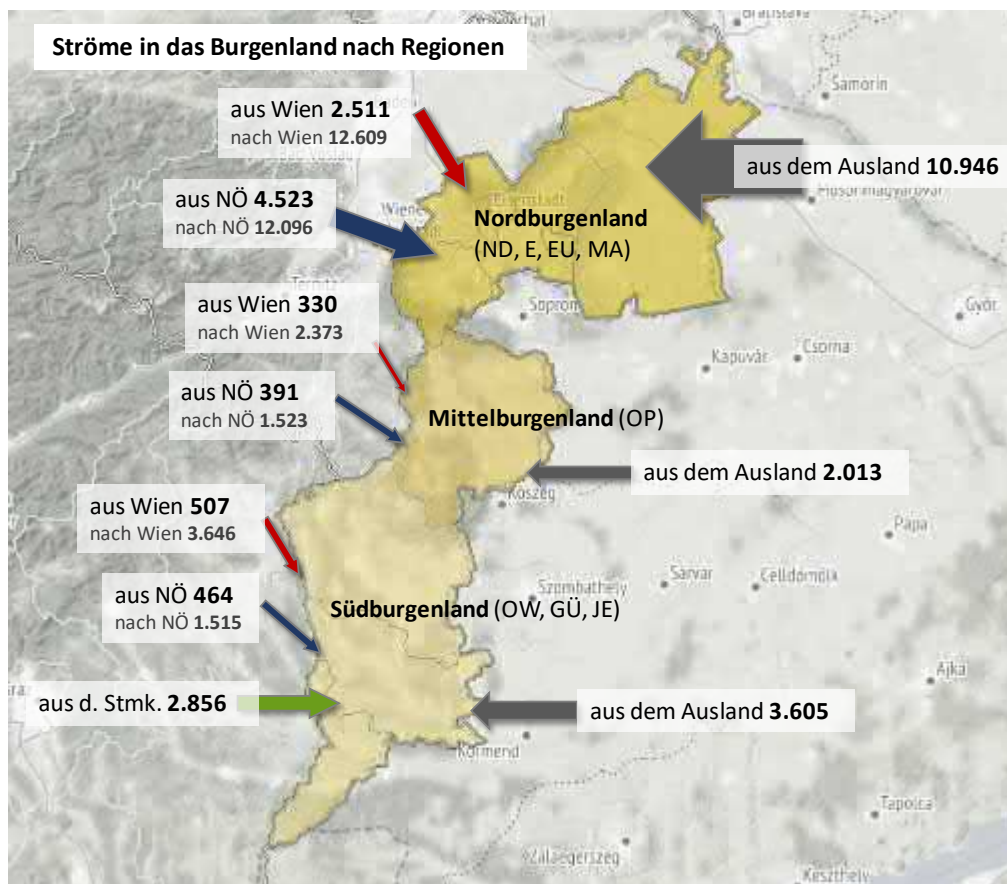 Ströme in das Burgenland nach Regionen
Bratislava
Samorin
aus Wien 2.511
nach Wien 12.609
aus dem Ausland 10.946
aus NÖ 4.523
nach NÖ 12.096
Nordburgenland
(ND, E, EU, MA)
Sopron
Győr
aus Wien 330
nach Wien 2.373
Kapuvár
Csorna
aus NÖ 391
nach NÖ 1.523
Mittelburgenland (OP)
aus dem Ausland 2.013
Kőszeg
aus Wien 507
nach Wien 3.646
Pápa
Szombathely
Sárvár
Celldömölk
aus NÖ 464
nach NÖ 1.515
Südburgenland (OW, GÜ, JE)
Ajka
aus d. Stmk. 2.856
aus dem Ausland 3.605
Körmend
Tapolca
Zalaegerszeg
Keszthely